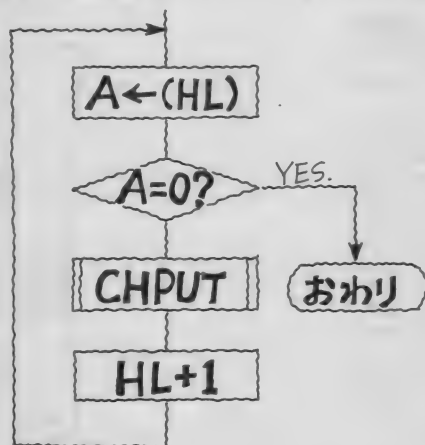 A←(HL)
A=0?
YES.
CHPUT
おわり
HL+1